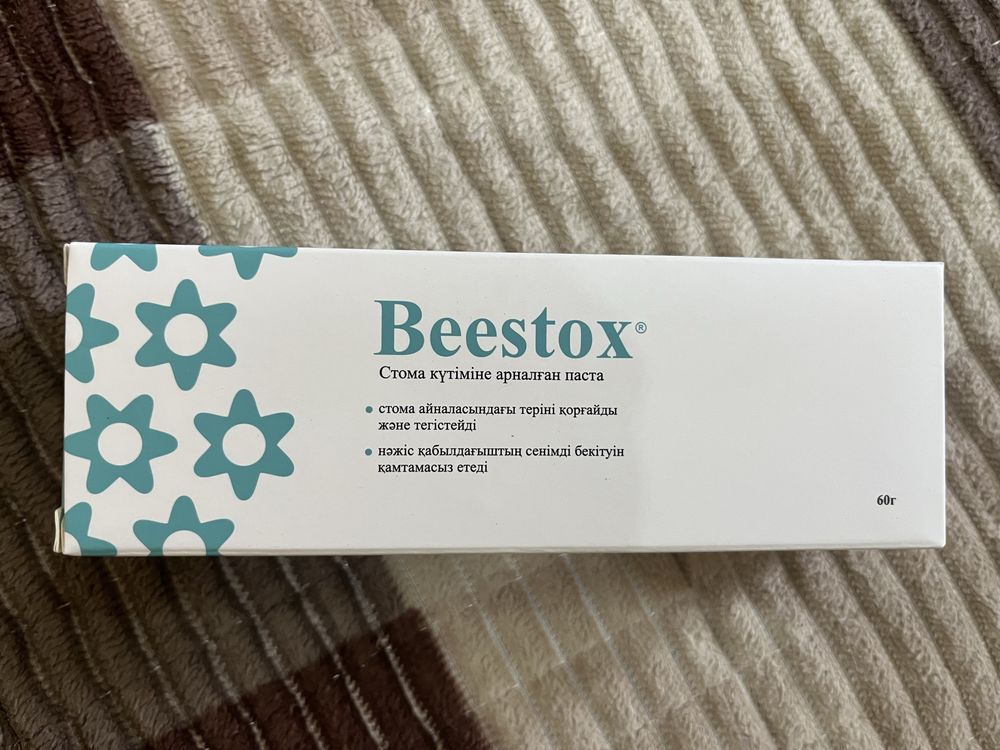 Beestox®
Стома күтіміне арналған паста
• стома айналасындағы теріні қорғайды
және тегістейді
• нәжіс қабылдағыштың сенімді бекітуін
қамтамасыз етеді
60г